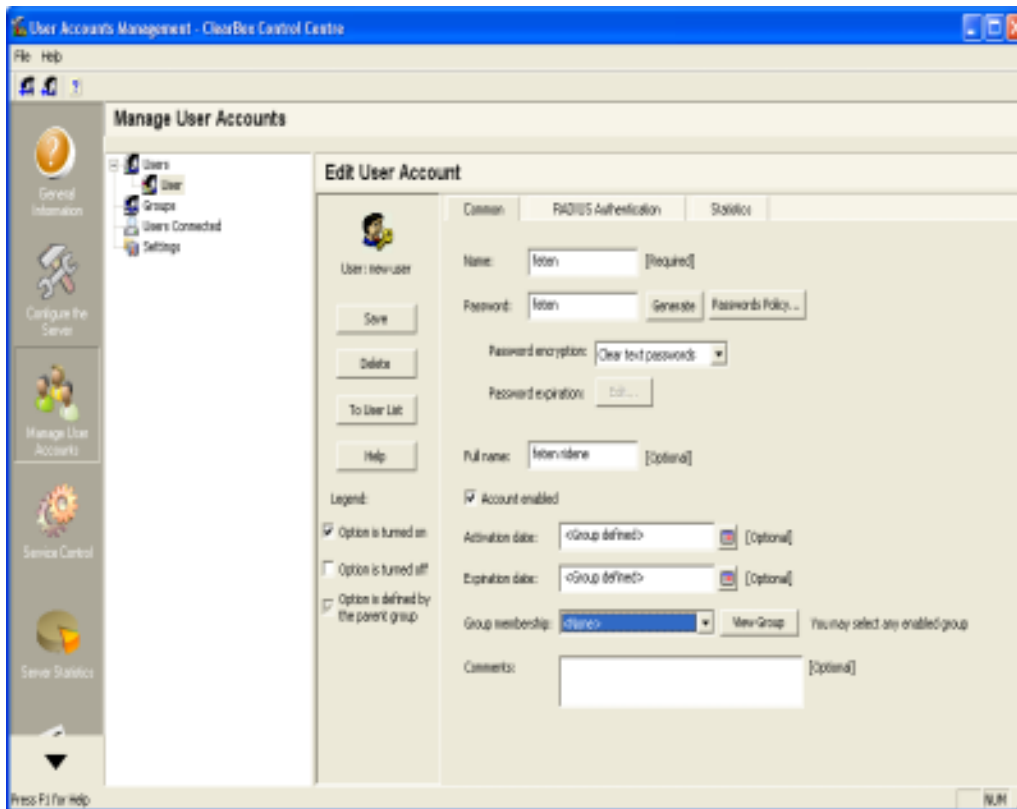 User Accounts Management - ClearBox Control Centre
File Help
Manage User Accounts
General Information
Configure the Server
Manage User Accounts
Service Control
Server Statistics
Users
User
Groups
Users Connected
Settings
Edit User Account
User: new user
Save
Delete
To User List
Help
Legend:
Option is turned on
Option is turned off
Option is defined by
the parent group
Common RADIUS Authentication Statistics
Name: feten [Required]
Password: feten Generate Passwords Policy...
Password encryption: Clear text passwords
Password expiration: Edit...
Full name: feten ridene [Optional]
Account enabled
Activation date: <Group defined> [Optional]
Expiration date: <Group defined> [Optional]
Group membership: <None> View Group You may select any enabled group
Comments: [Optional]
Press F1 for Help NUM